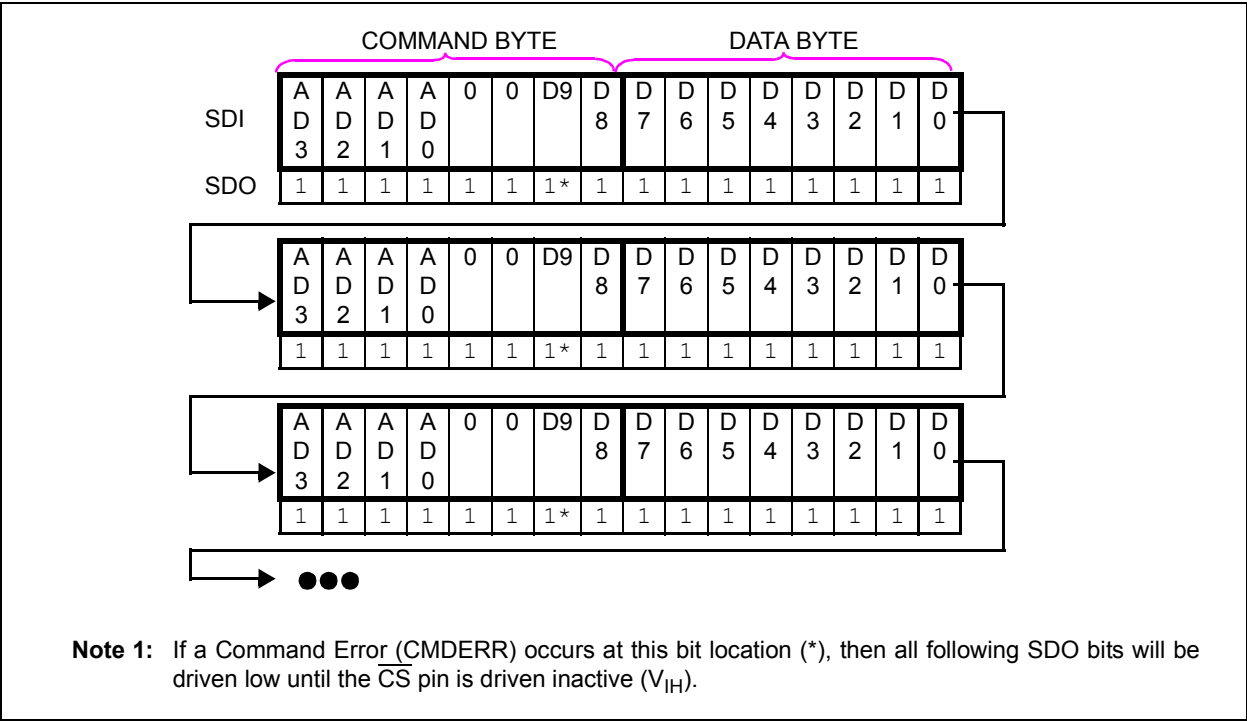 COMMAND BYTE DATA BYTE
SDI
A A A A 0 0 D9 D D D D D D D D D
D D D D 8 7 6 5 4 3 2 1 0
3 2 1 0
SDO 1 1 1 1 1 1 1* 1 1 1 1 1 1 1 1 1
A A A A 0 0 D9 D D D D D D D D D
D D D D 8 7 6 5 4 3 2 1 0
3 2 1 0
1 1 1 1 1 1 1* 1 1 1 1 1 1 1 1 1
A A A A 0 0 D9 D D D D D D D D D
D D D D 8 7 6 5 4 3 2 1 0
3 2 1 0
1 1 1 1 1 1 1* 1 1 1 1 1 1 1 1 1
Note 1: If a Command Error (CMDERR) occurs at this bit location (*), then all following SDO bits will be
driven low until the C̅S̅ pin is driven inactive (VIH).